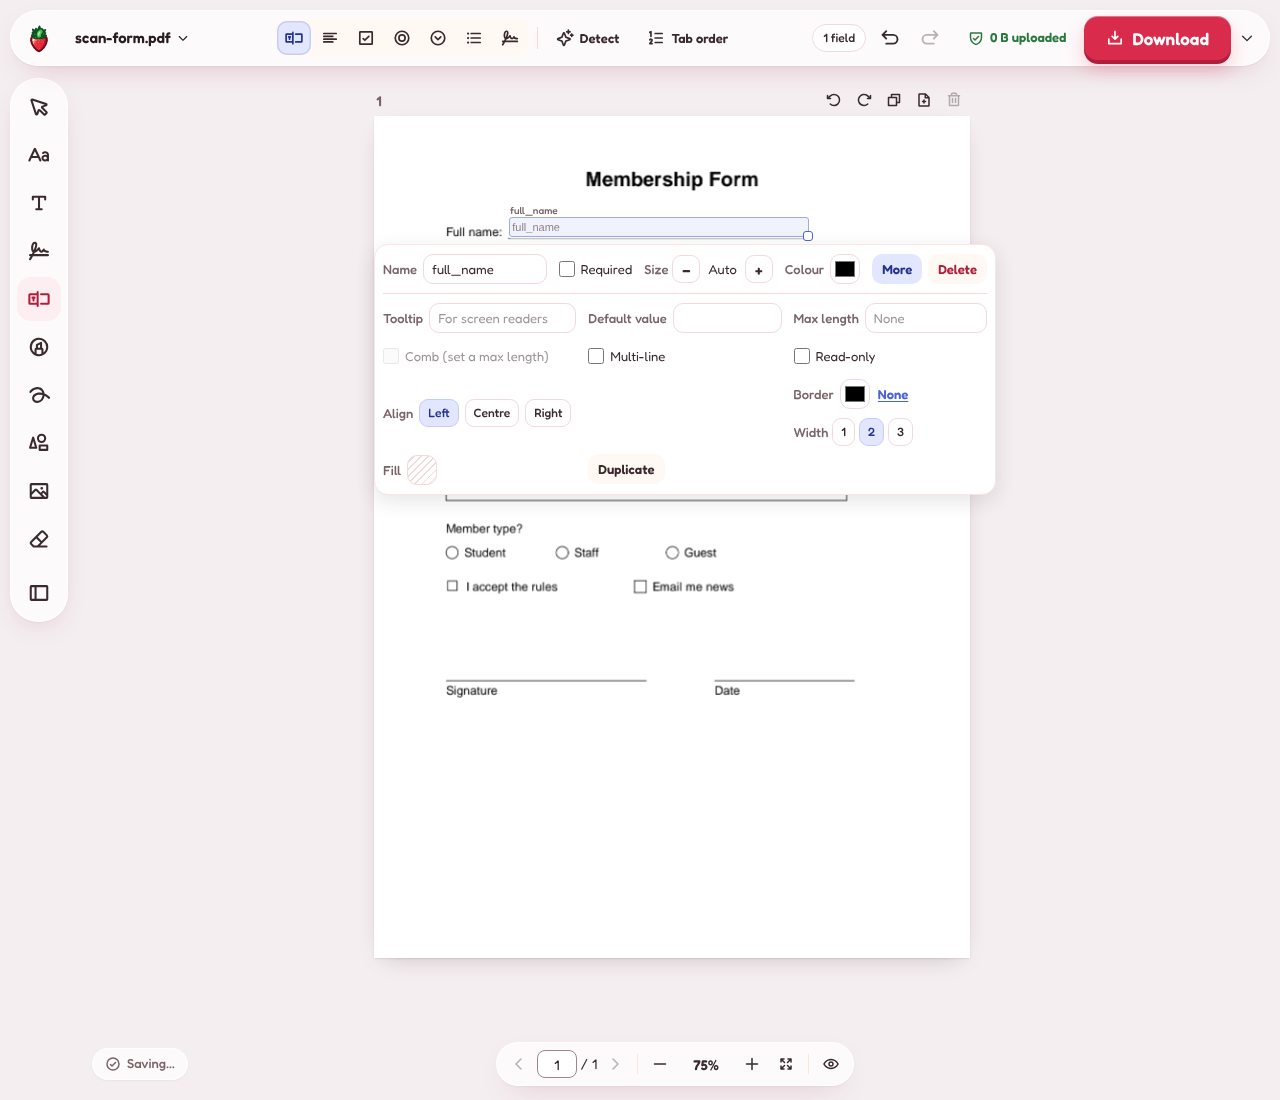 scan-form.pdf
Detect
Tab order
1 field
0 B uploaded
Download
Aa
T
1
Membership Form
full_name
Full name: full_name
Name full_name Required Size − Auto + Colour More Delete
Tooltip For screen readers Default value Max length None
Comb (set a max length) Multi-line Read-only
Border None
Align Left Centre Right
Width 1 2 3
Fill Duplicate
Member type?
Student Staff Guest
I accept the rules Email me news
Signature Date
Saving...
1 / 1 75%